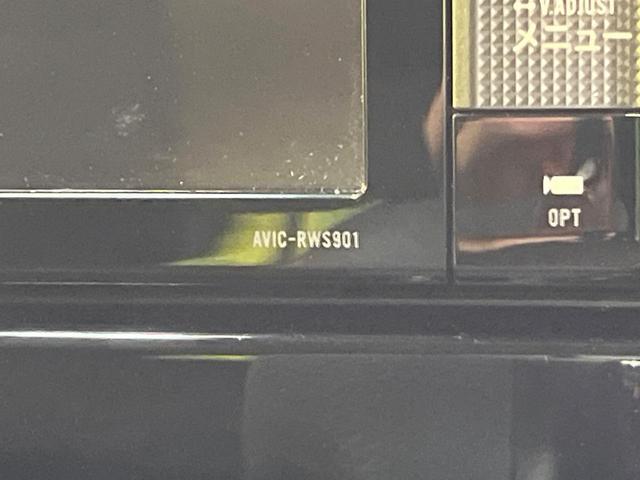 V.ADJUST
メニュー
AVIC-RWS901
OPT